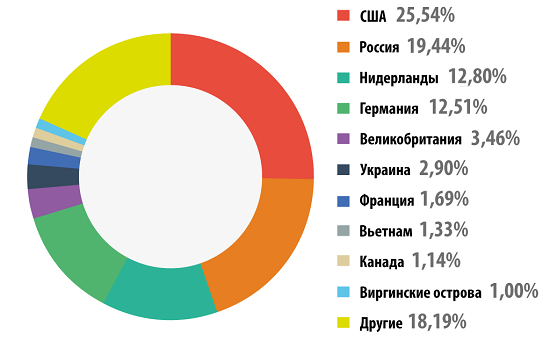 США 25,54%
Россия 19,44%
Нидерланды 12,80%
Германия 12,51%
Великобритания 3,46%
Украина 2,90%
Франция 1,69%
Вьетнам 1,33%
Канада 1,14%
Виргинские острова 1,00%
Другие 18,19%